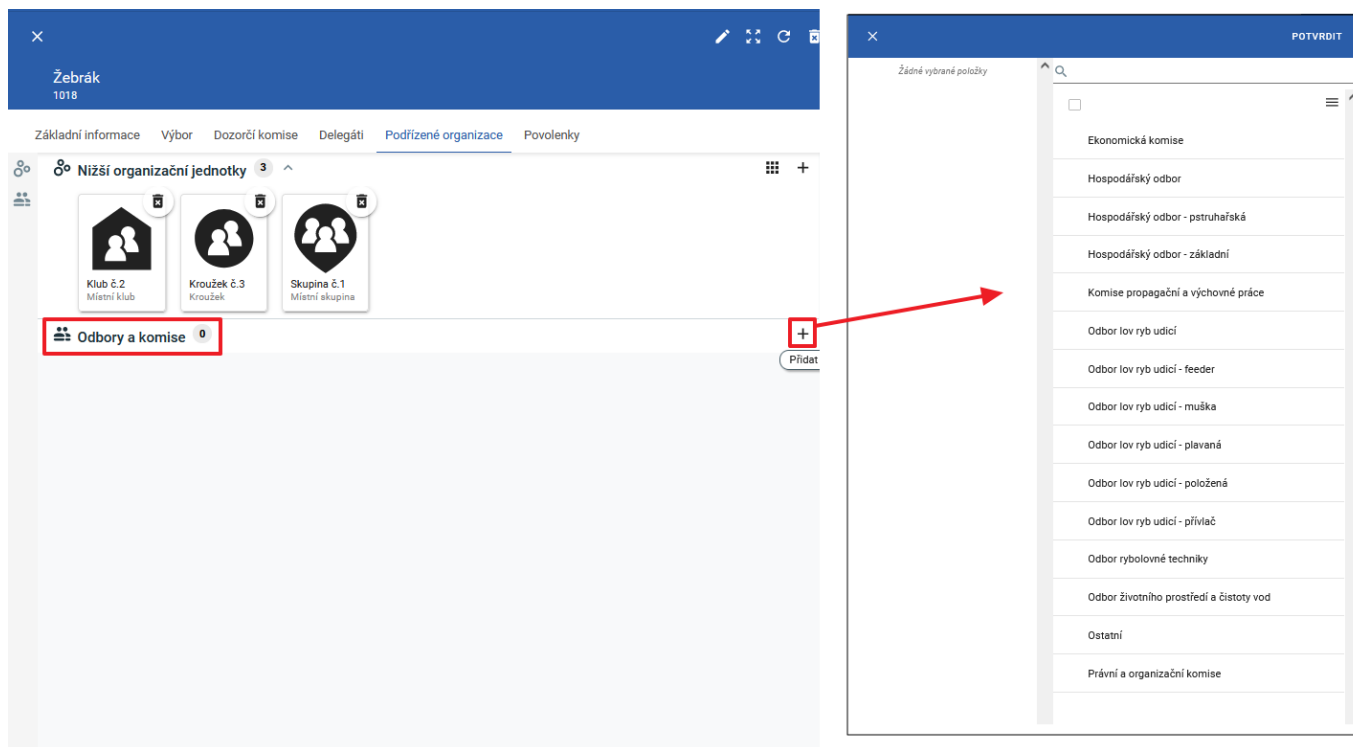 Žebrák
1018
Základní informace Výbor Dozorčí komise Delegáti Podřízené organizace Povolenky
Nižší organizační jednotky 3
Klub č.2
Místní klub
Kroužek č.3
Kroužek
Skupina č.1
Místní skupina
Odbory a komise 0
Přidat
POTVRDIT
Žádné vybrané položky
Ekonomická komise
Hospodářský odbor
Hospodářský odbor - pstruhařská
Hospodářský odbor - základní
Komise propagační a výchovné práce
Odbor lov ryb udicí
Odbor lov ryb udicí - feeder
Odbor lov ryb udicí - muška
Odbor lov ryb udicí - plavaná
Odbor lov ryb udicí - položená
Odbor lov ryb udicí - přívlač
Odbor rybolovné techniky
Odbor životního prostředí a čistoty vod
Ostatní
Právní a organizační komise